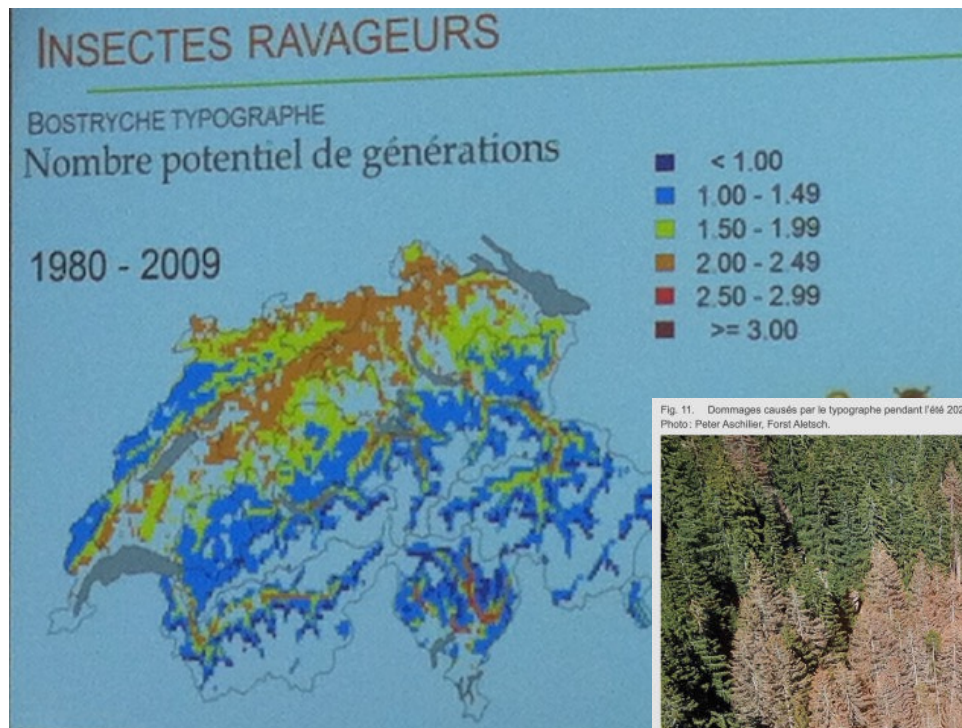 INSECTES RAVAGEURS
BOSTRYCHE TYPOGRAPHE
Nombre potentiel de générations
1980 - 2009
< 1.00
1.00 - 1.49
1.50 - 1.99
2.00 - 2.49
2.50 - 2.99
>= 3.00
Fig. 11. Dommages causés par le typographe pendant l'été
Photo: Peter Aschilier, Forst Aletsch.